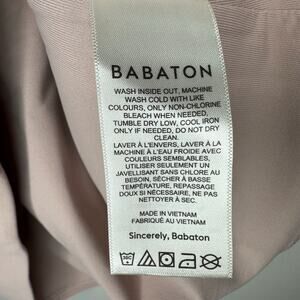 BABATON
WASH INSIDE OUT, MACHINE
WASH COLD WITH LIKE
COLOURS, ONLY NON-CHLORINE
BLEACH WHEN NEEDED,
TUMBLE DRY LOW, COOL IRON
ONLY IF NEEDED, DO NOT DRY
CLEAN.
LAVER À L'ENVERS, LAVER À
LA MACHINE À L'EAU FROIDE AVEC
COULEURS SEMBLABLES,
UTILISER SEULEMENT UN
JAVELLISANT SANS CHLORE AU
BESOIN, SÉCHER À BASSE
TEMPÉRATURE, REPASSAGE
DOUX SI NÉCESSAIRE, NE PAS
NETTOYER À SEC.
MADE IN VIETNAM
FABRIQUÉ AU VIETNAM
Sincerely, Babaton